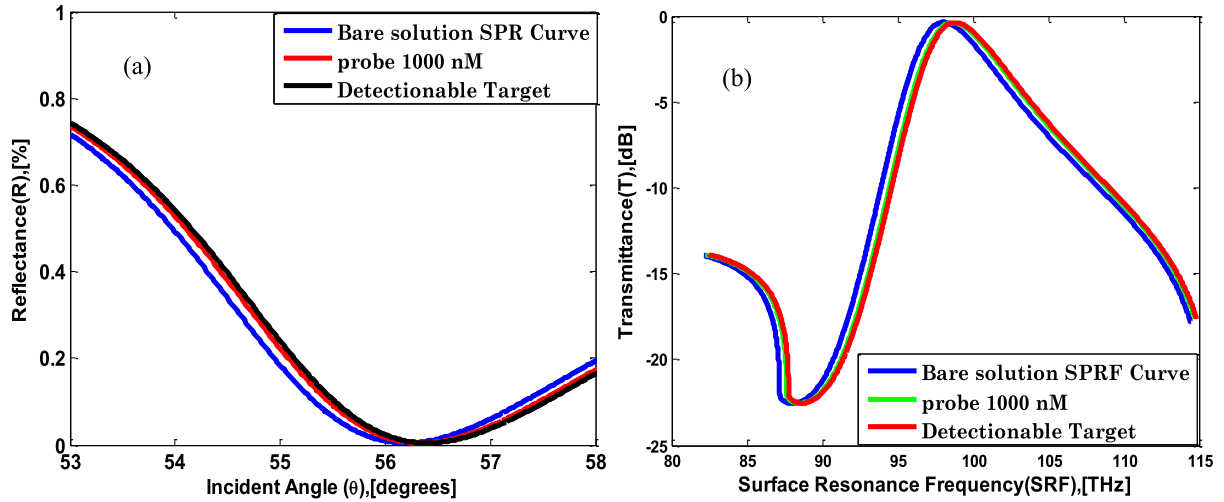 (a)
Bare solution SPR Curve
probe 1000 nM
Detectionable Target
Reflectance(R),[%]
1
0.8
0.6
0.4
0.2
0
53 54 55 56 57 58
Incident Angle (θ),[degrees]
(b)
Transmittance(T),[dB]
0
-5
-10
-15
-20
-25
80 85 90 95 100 105 110 115
Surface Resonance Frequency(SRF),[THz]
Bare solution SPRF Curve
probe 1000 nM
Detectionable Target